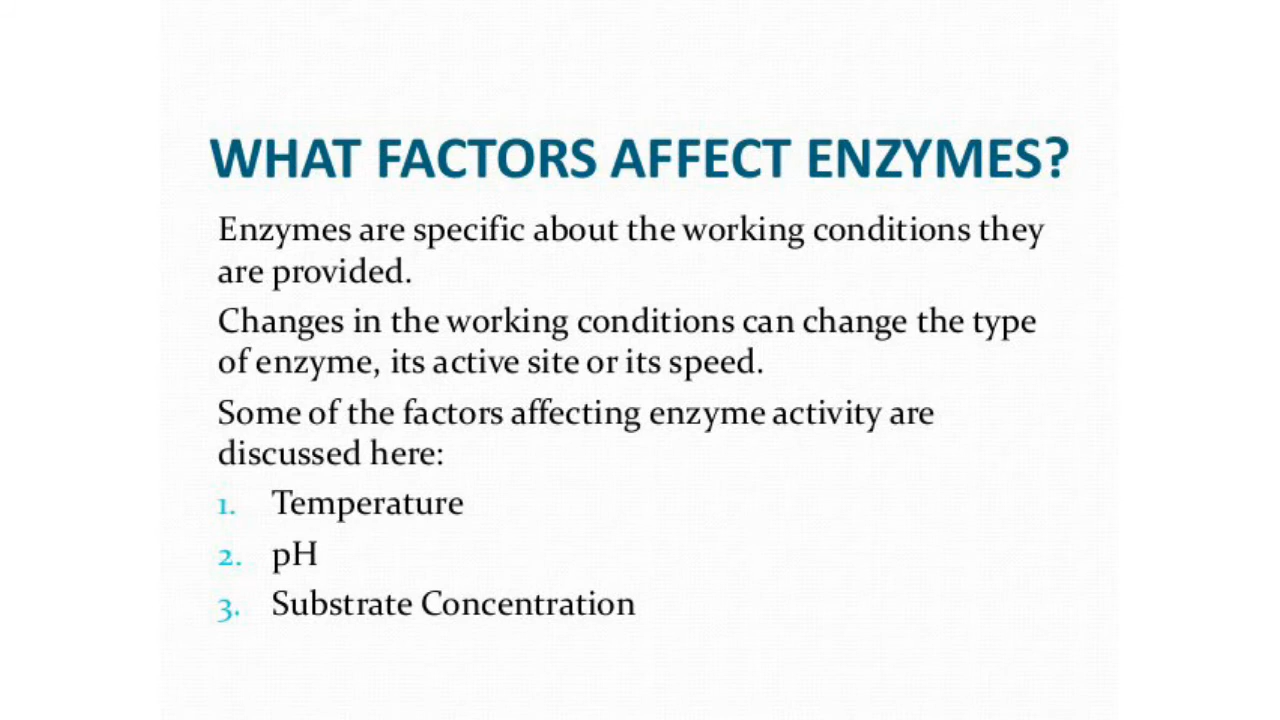 WHAT FACTORS AFFECT ENZYMES?
Enzymes are specific about the working conditions they
are provided.
Changes in the working conditions can change the type
of enzyme, its active site or its speed.
Some of the factors affecting enzyme activity are
discussed here:
1. Temperature
2. pH
3. Substrate Concentration